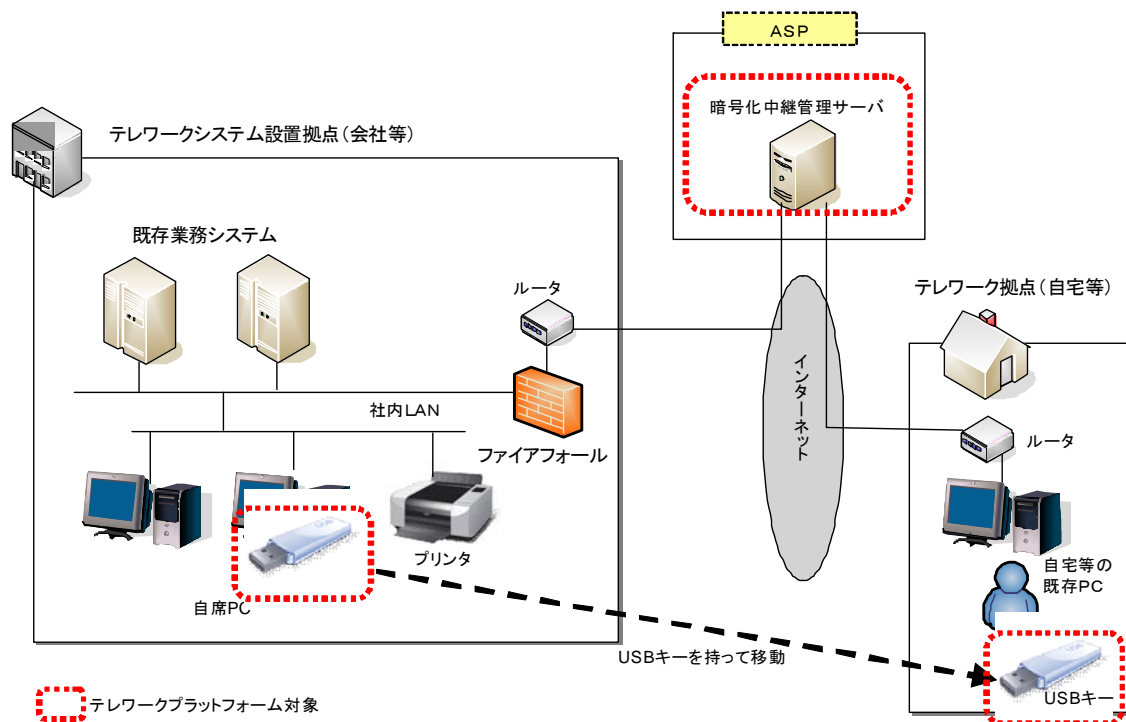 ASP
暗号化中継管理サーバ
テレワークシステム設置拠点(会社等)
既存業務システム
ルータ
テレワーク拠点(自宅等)
インターネット
社内LAN
ファイアフォール
ルータ
プリンタ
自席PC
自宅等の
既存PC
USBキーを持って移動
USBキー
テレワークプラットフォーム対象